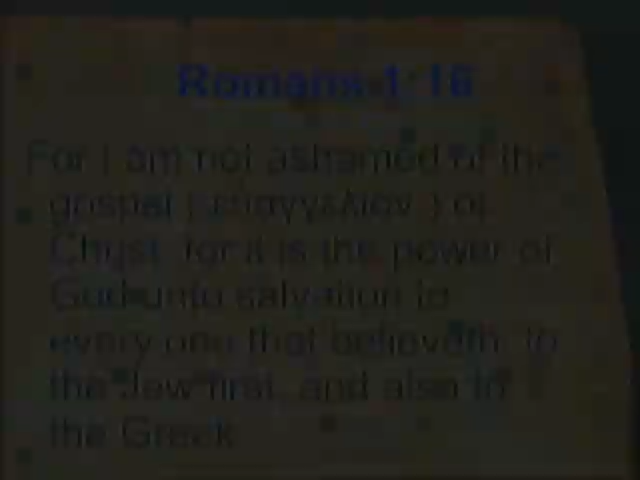 Romans 1:16
For I am not ashamed of the
gospel ( ευαγγελιον ) of
Christ: for it is the power of
God unto salvation to
every one that believeth; to
the Jew first, and also to
the Greek